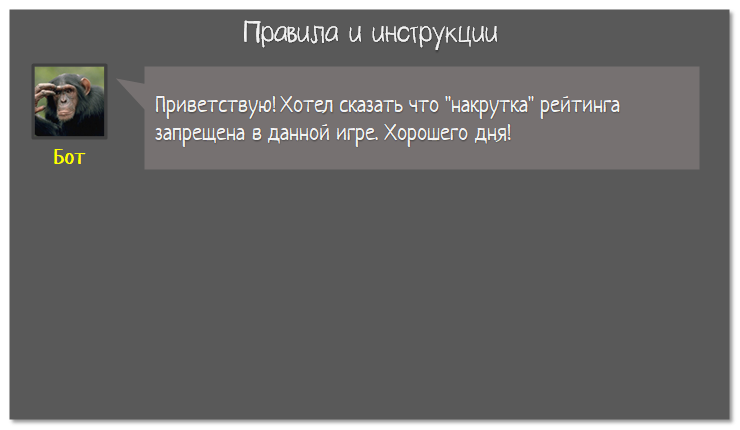 Правила и инструкции
Приветствую! Хотел сказать что "накрутка" рейтинга
запрещена в данной игре. Хорошего дня!
Бот